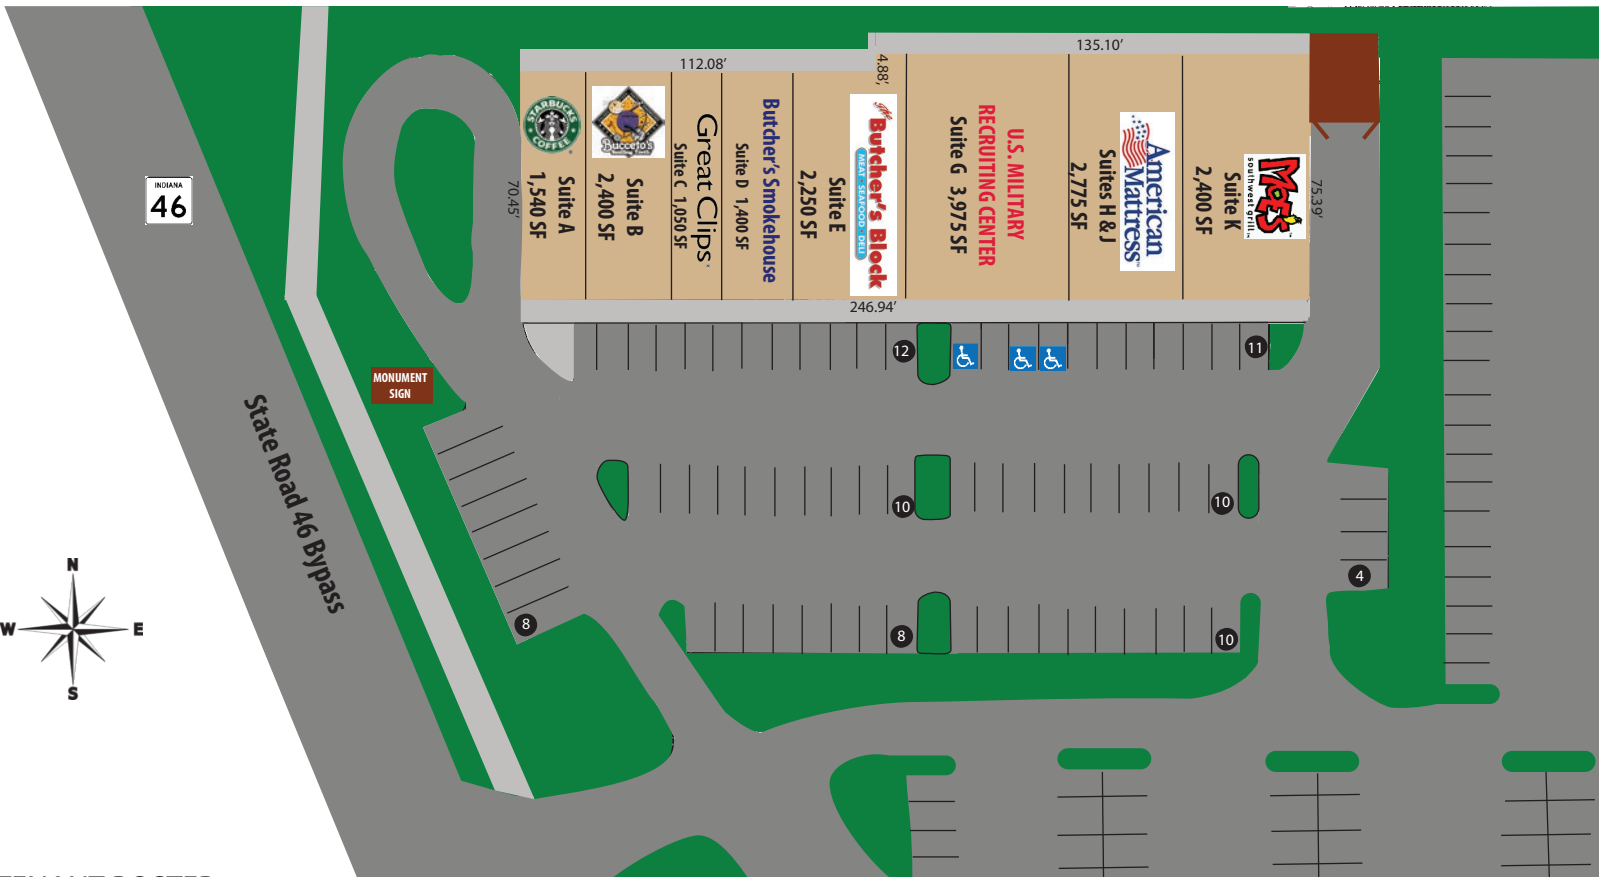 135.10'
112.08'
4.88'
STARBUCKS
COFFEE
Suite A
1,540 SF
70.45'
Bucceto's
Suite B
2,400 SF
Great Clips
Suite C 1,050 SF
Butcher's Smokehouse
Suite D 1,400 SF
Suite E
2,250 SF
The
Butcher's Block
MEAT • SEAFOOD • DELI
U.S. MILITARY
RECRUITING CENTER
Suite G 3,975 SF
American
Mattress
Suites H & J
2,775 SF
MOE'S
southwest grill
Suite K
2,400 SF
75.39'
246.94'
INDIANA
46
12
11
MONUMENT
SIGN
State Road 46 Bypass
10
10
4
8
8
10
N
W
E
S